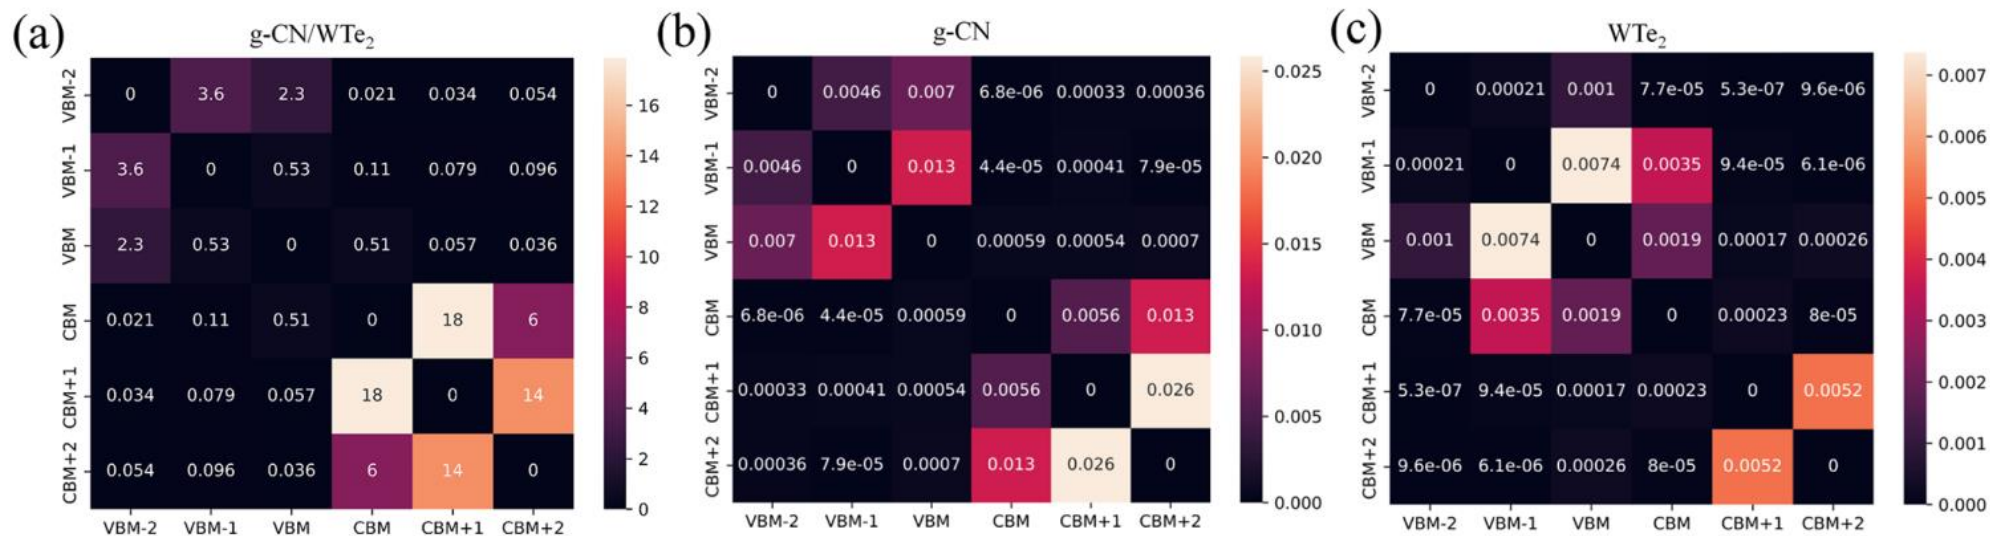 (a) g-CN/WTe₂
VBM-2 0 3.6 2.3 0.021 0.034 0.054
VBM-1 3.6 0 0.53 0.11 0.079 0.096
VBM 2.3 0.53 0 0.51 0.057 0.036
CBM 0.021 0.11 0.51 0 18 6
CBM+1 0.034 0.079 0.057 18 0 14
CBM+2 0.054 0.096 0.036 6 14 0
VBM-2 VBM-1 VBM CBM CBM+1 CBM+2
16
14
12
10
8
6
4
2
0
(b) g-CN
VBM-2 0 0.0046 0.007 6.8e-06 0.00033 0.00036
VBM-1 0.0046 0 0.013 4.4e-05 0.00041 7.9e-05
VBM 0.007 0.013 0 0.00059 0.00054 0.0007
CBM 6.8e-06 4.4e-05 0.00059 0 0.0056 0.013
CBM+1 0.00033 0.00041 0.00054 0.0056 0 0.026
CBM+2 0.00036 7.9e-05 0.0007 0.013 0.026 0
VBM-2 VBM-1 VBM CBM CBM+1 CBM+2
0.025
0.020
0.015
0.010
0.005
0.000
(c) WTe₂
VBM-2 0 0.00021 0.001 7.7e-05 5.3e-07 9.6e-06
VBM-1 0.00021 0 0.0074 0.0035 9.4e-05 6.1e-06
VBM 0.001 0.0074 0 0.0019 0.00017 0.00026
CBM 7.7e-05 0.0035 0.0019 0 0.00023 8e-05
CBM+1 5.3e-07 9.4e-05 0.00017 0.00023 0 0.0052
CBM+2 9.6e-06 6.1e-06 0.00026 8e-05 0.0052 0
VBM-2 VBM-1 VBM CBM CBM+1 CBM+2
0.007
0.006
0.005
0.004
0.003
0.002
0.001
0.000